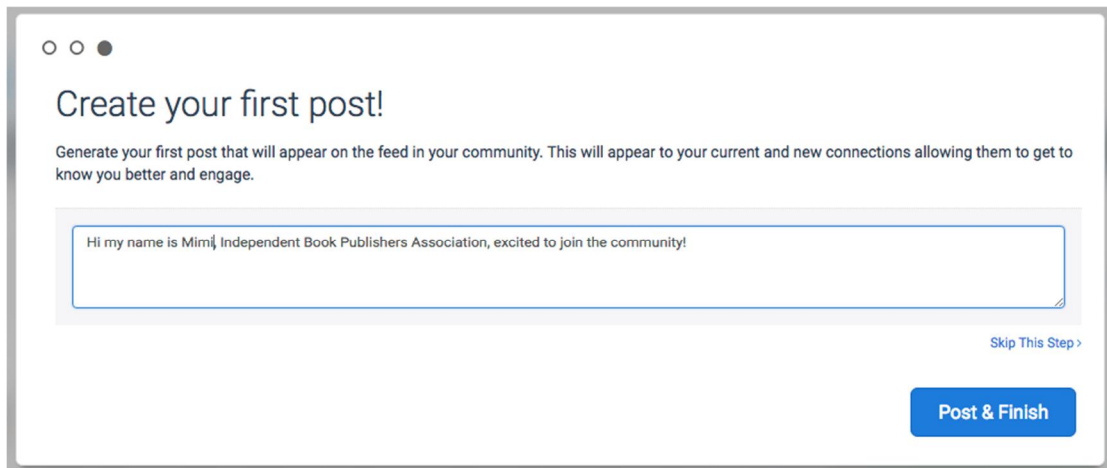 Create your first post!
Generate your first post that will appear on the feed in your community. This will appear to your current and new connections allowing them to get to
know you better and engage.
Hi my name is Mimi, Independent Book Publishers Association, excited to join the community!
Skip This Step >
Post & Finish